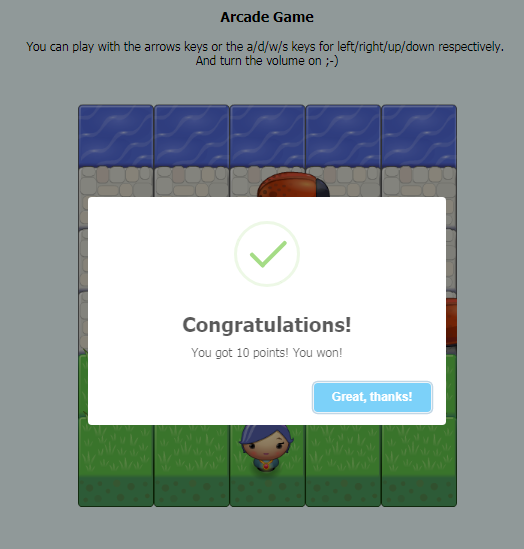 Arcade Game
You can play with the arrows keys or the a/d/w/s keys for left/right/up/down respectively.
And turn the volume on ;-)
Congratulations!
You got 10 points! You won!
Great, thanks!